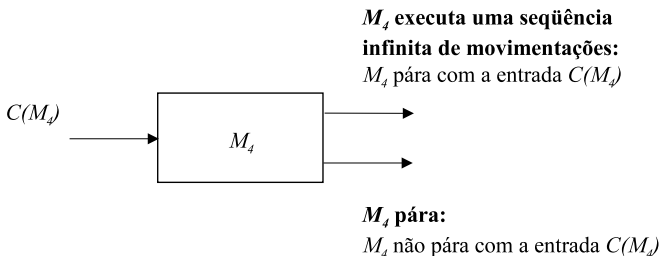 M4 executa uma seqüência
infinita de movimentações:
M4 pára com a entrada C(M4)
C(M4)
M4
M4 pára:
M4 não pára com a entrada C(M4)